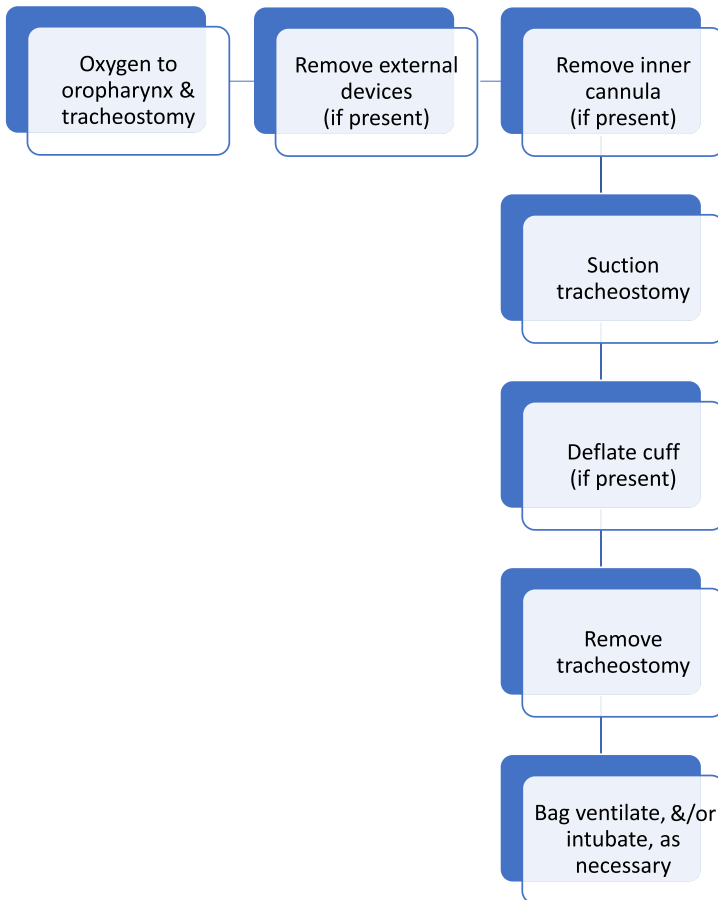 Oxygen to
oropharynx &
tracheostomy
Remove external
devices
(if present)
Remove inner
cannula
(if present)
Suction
tracheostomy
Deflate cuff
(if present)
Remove
tracheostomy
Bag ventilate, &/or
intubate, as
necessary